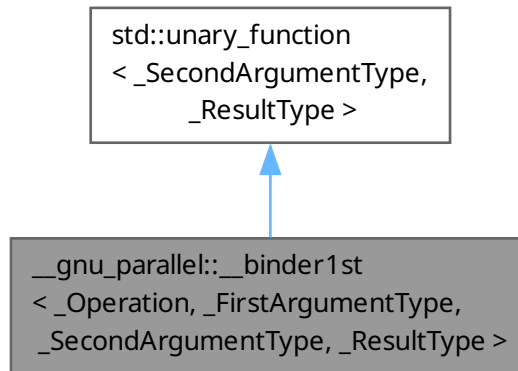 std::unary_function
< _SecondArgumentType,
_ResultType >
__gnu_parallel::__binder1st
< _Operation, _FirstArgumentType,
_SecondArgumentType, _ResultType >